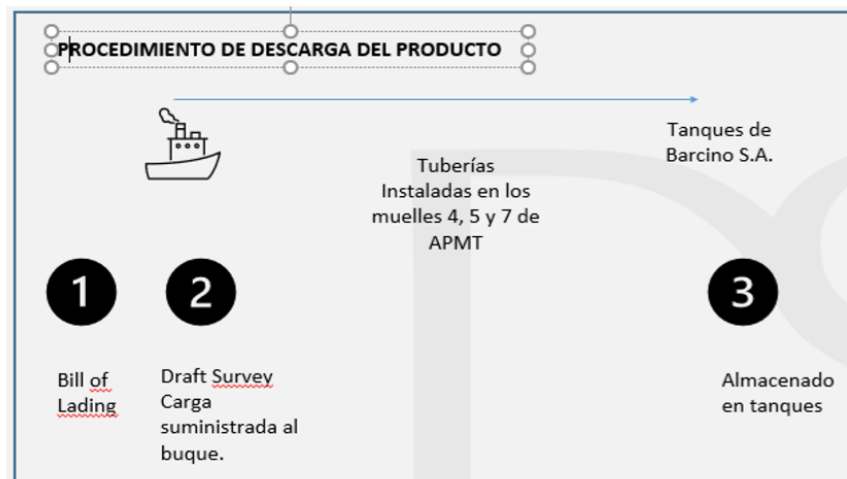 PROCEDIMIENTO DE DESCARGA DEL PRODUCTO
Tanques de
Barcino S.A.
Tuberías
Instaladas en los
muelles 4, 5 y 7 de
APMT
1
2
3
Bill of
Lading
Draft Survey
Carga
suministrada al
buque.
Almacenado
en tanques